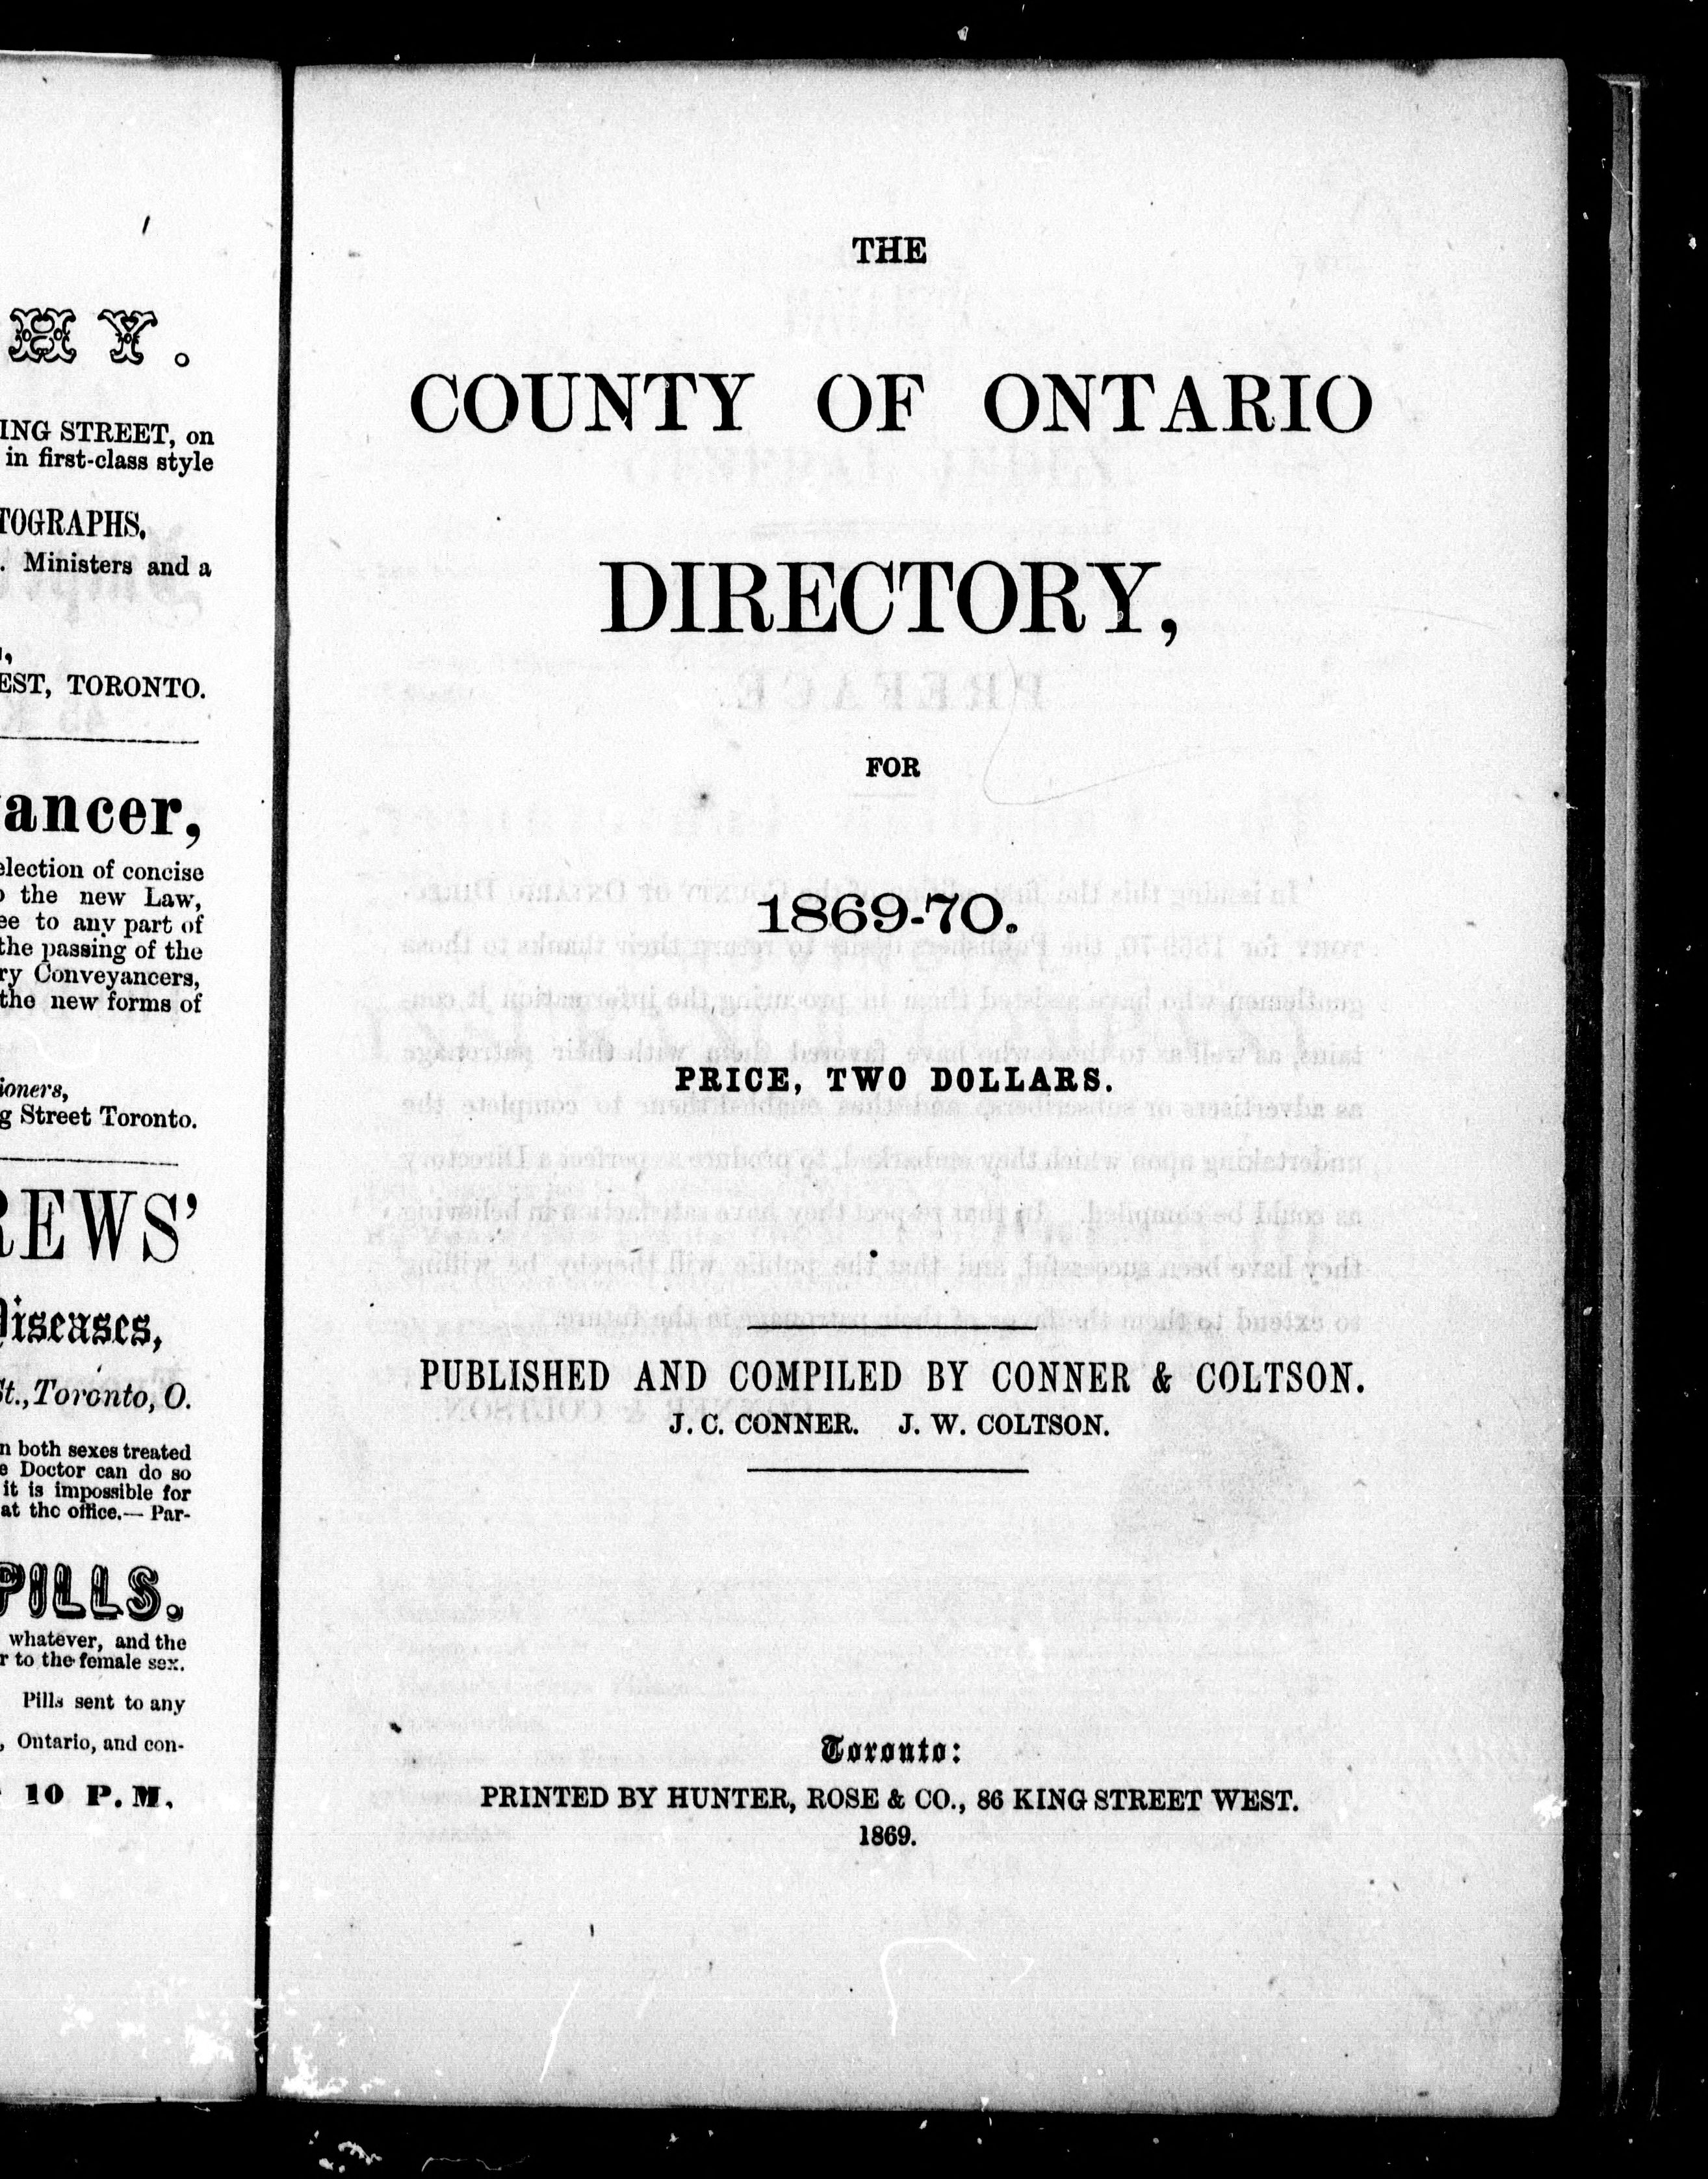 HY.
ING STREET, on
in first-class style
TOGRAPHS.
. Ministers and a
EST, TORONTO.
ancer,
election of concise
the new Law,
ee to any part of
the passing of the
ry Conveyancers,
the new forms of
ioners,
g Street Toronto.
REWS'
Diseases,
St., Toronto, O.
n both sexes treated
e Doctor can do so
it is impossible for
at the office.— Par-
PILLS.
whatever, and the
r to the female sex.
Pills sent to any
, Ontario, and con-
10 P.M.
THE
COUNTY OF ONTARIO
DIRECTORY,
FOR
1869-70.
PRICE, TWO DOLLARS.
PUBLISHED AND COMPILED BY CONNER & COLTSON.
J. C. CONNER. J. W. COLTSON.
Toronto:
PRINTED BY HUNTER, ROSE & CO., 86 KING STREET WEST.
1869.